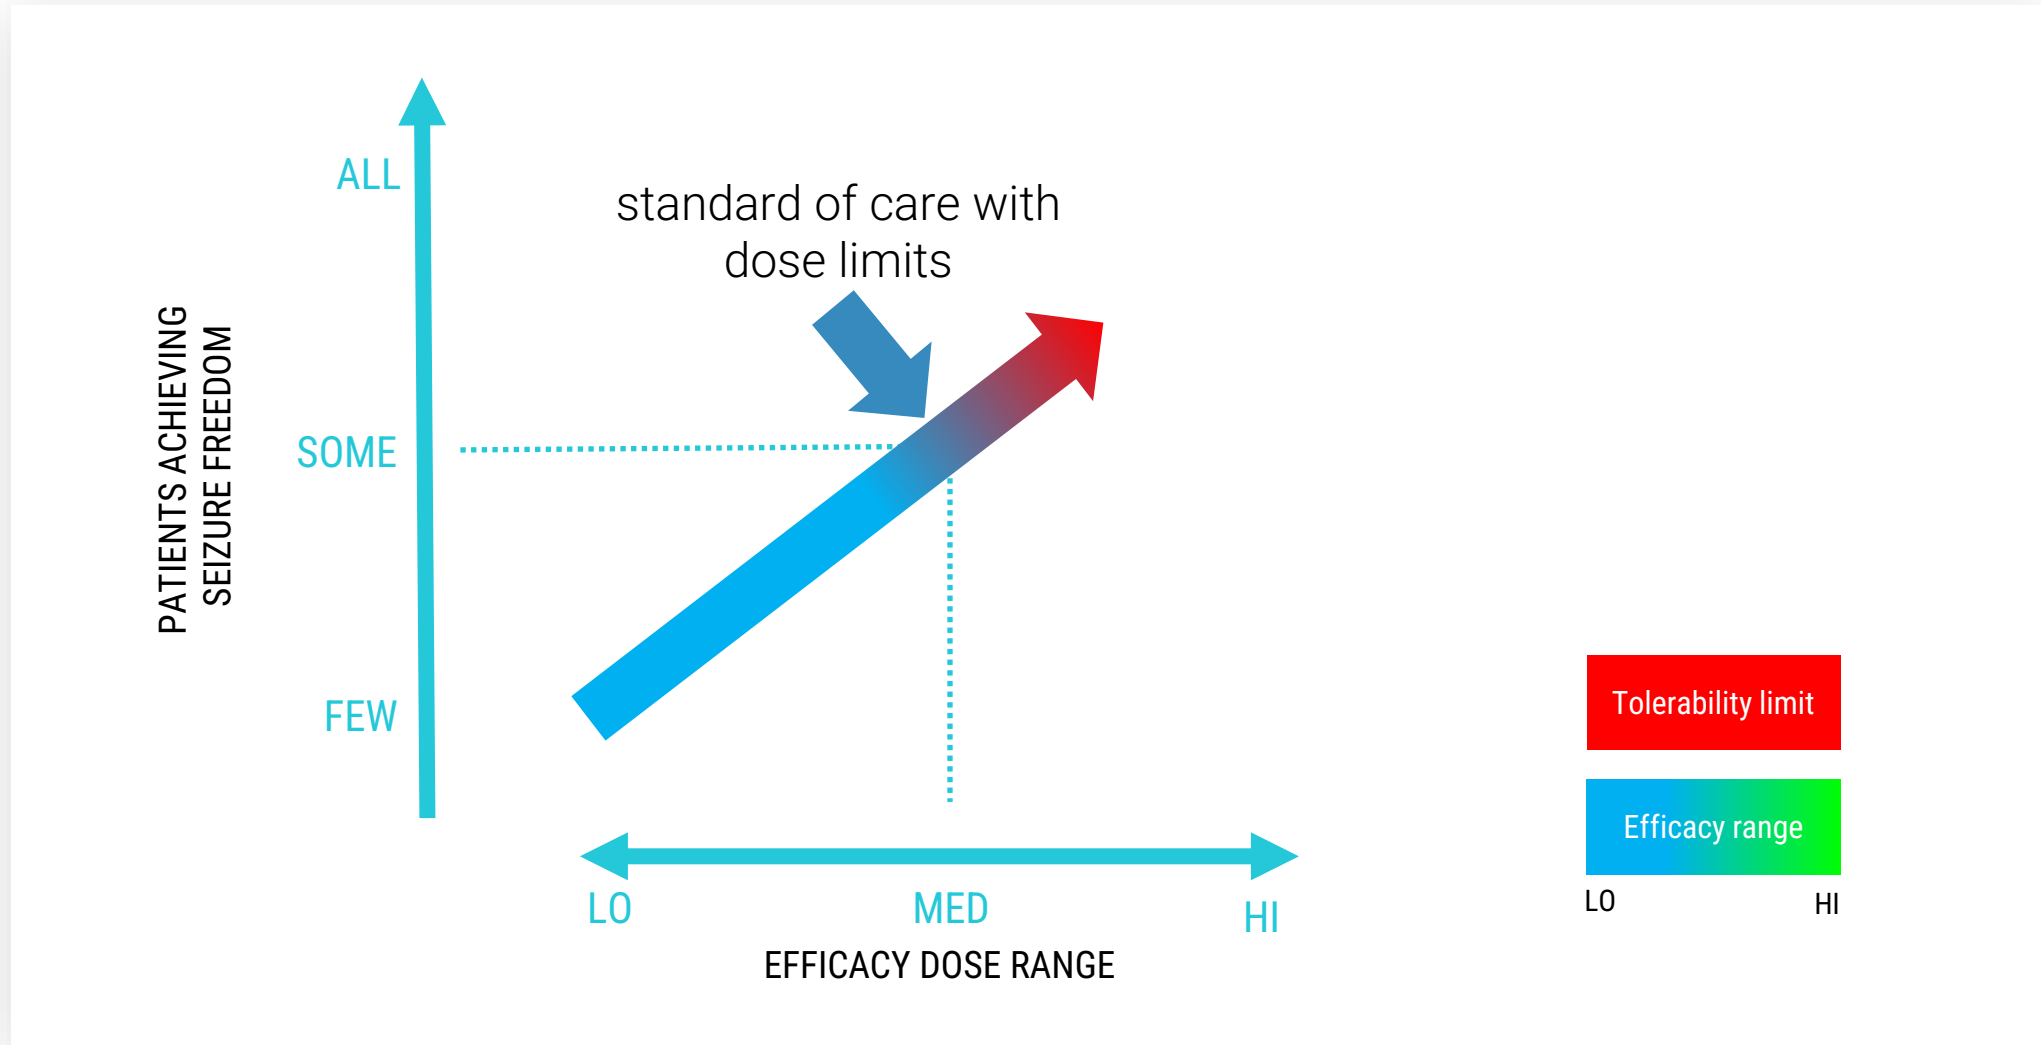 ALL
standard of care with
dose limits
PATIENTS ACHIEVING
SEIZURE FREEDOM
SOME
FEW
LO
MED
HI
EFFICACY DOSE RANGE
Tolerability limit
Efficacy range
LO
HI